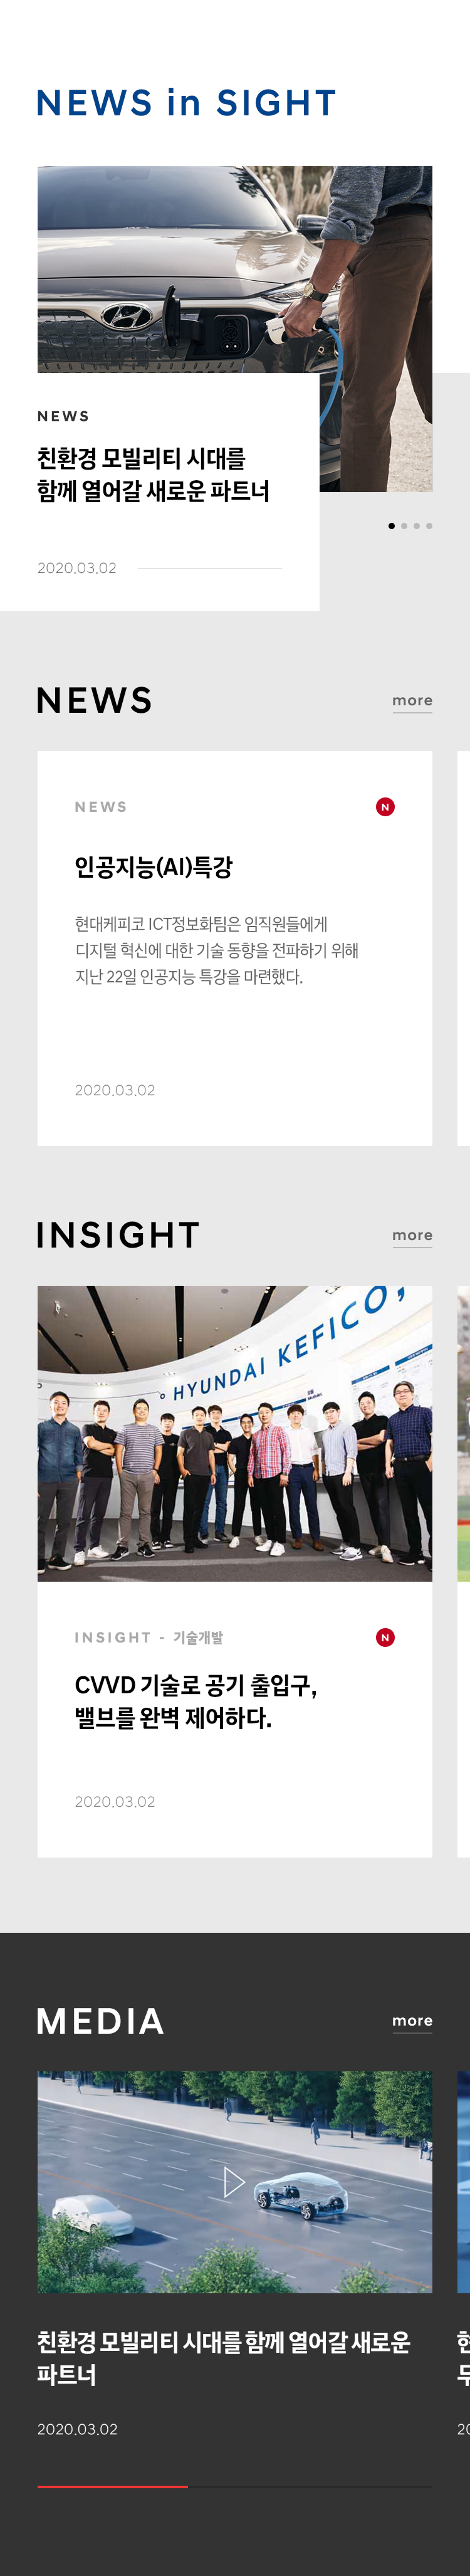 NEWS in SIGHT
NEWS
친환경 모빌리티 시대를
함께 열어갈 새로운 파트너
2020.03.02
NEWS
more
NEWS
N
인공지능(AI)특강
현대케피코 ICT정보화팀은 임직원들에게
디지털 혁신에 대한 기술 동향을 전파하기 위해
지난 22일 인공지능 특강을 마련했다.
2020.03.02
INSIGHT
more
HYUNDAI KEFICO
INSIGHT - 기술개발
N
CVVD 기술로 공기 출입구,
밸브를 완벽 제어하다.
2020.03.02
MEDIA
more
친환경 모빌리티 시대를 함께 열어갈 새로운
파트너
2020.03.02